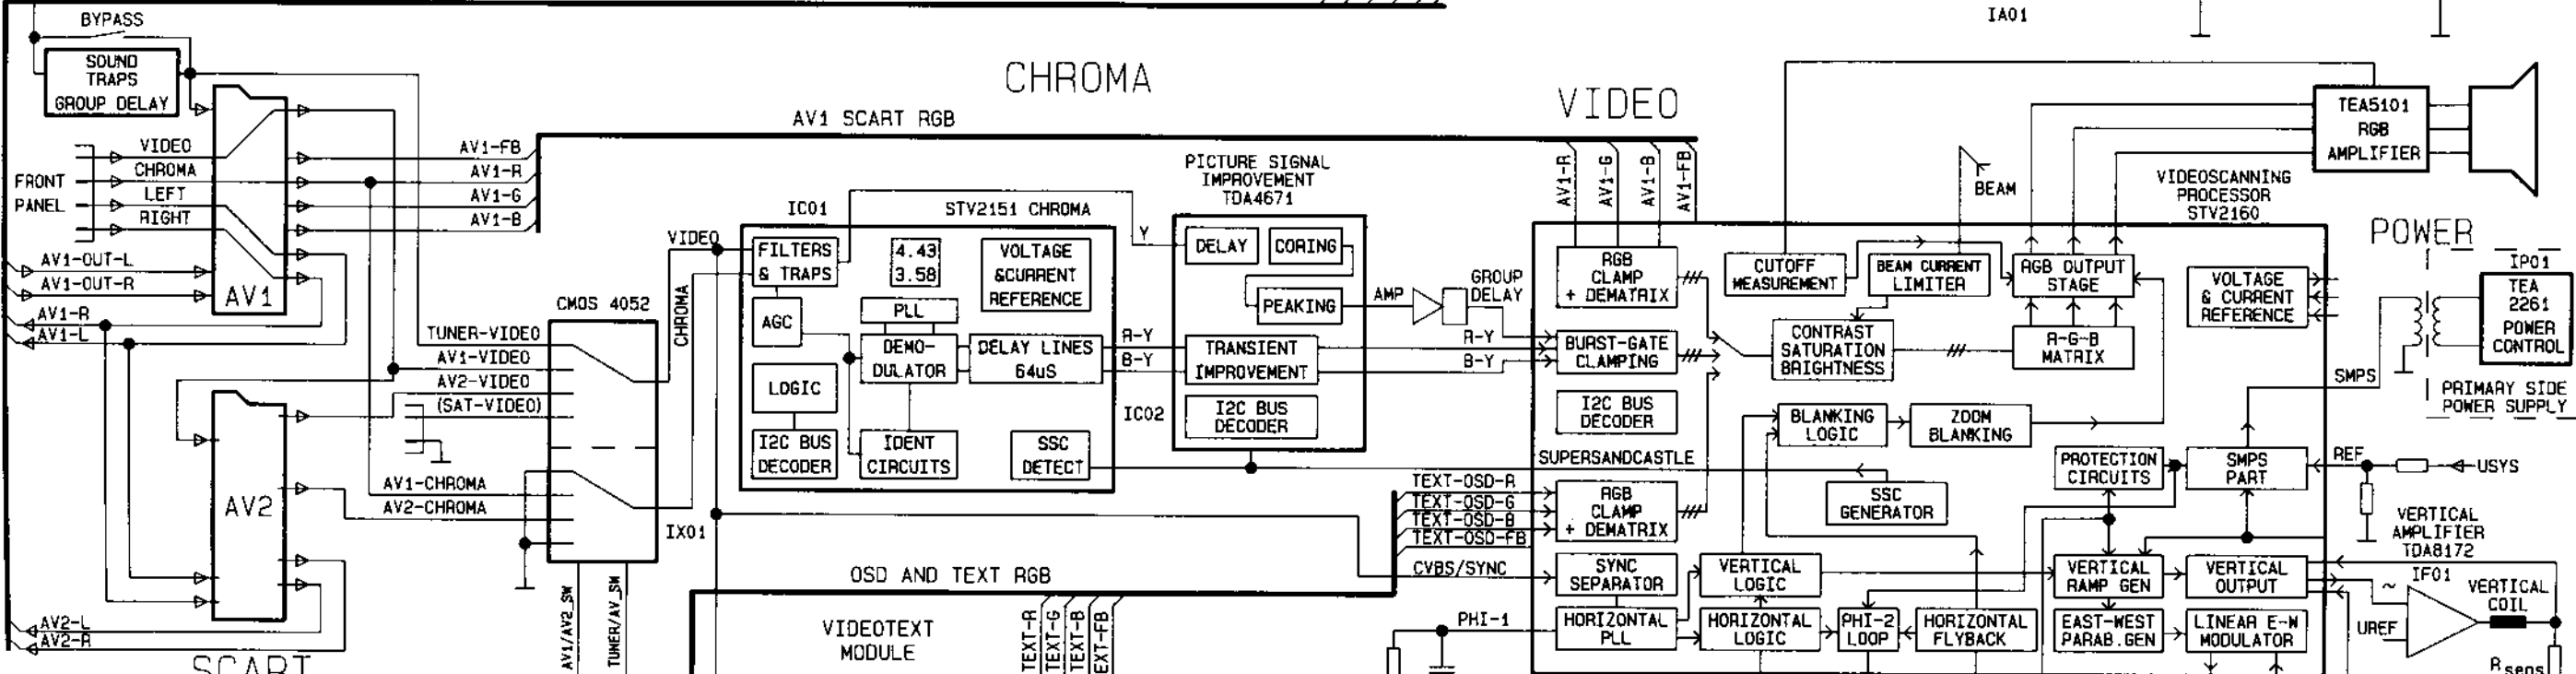 BYPASS
SOUND
TRAPS
GROUP DELAY
VIDEO
CHROMA
LEFT
RIGHT
FRONT
PANEL
AV1-OUT-L
AV1-OUT-R
AV1-R
AV1-L
AV1
AV2
AV2-L
AV2-R
SCART
AV1-FB
AV1-R
AV1-G
AV1-B
AV1 SCART RGB
CHROMA
TUNER-VIDEO
AV1-VIDEO
AV2-VIDEO
(SAT-VIDEO)
AV1-CHROMA
AV2-CHROMA
CMOS 4052
IX01
AV1/AV2_SW
TUNER/AV_SW
VIDEO
CHROMA
IC01
STV2151 CHROMA
FILTERS
& TRAPS
4.43
3.58
VOLTAGE
&CURRENT
REFERENCE
AGC
PLL
DEMO-
DULATOR
DELAY LINES
64uS
LOGIC
I2C BUS
DECODER
IDENT
CIRCUITS
SSC
DETECT
R-Y
B-Y
Y
IC02
PICTURE SIGNAL
IMPROVEMENT
TDA4671
DELAY
CORING
PEAKING
TRANSIENT
IMPROVEMENT
I2C BUS
DECODER
AMP
GROUP
DELAY
R-Y
B-Y
OSD AND TEXT RGB
VIDEOTEXT
MODULE
TEXT-R
TEXT-G
TEXT-B
EXT-FB
SUPERSANDCASTLE
TEXT-OSD-R
TEXT-OSD-G
TEXT-OSD-B
TEXT-OSD-FB
CVBS/SYNC
PHI-1
VIDEO
AV1-R
AV1-G
AV1-B
AV1-FB
RGB
CLAMP
+ DEMATRIX
BURST-GATE
CLAMPING
I2C BUS
DECODER
RGB
CLAMP
+ DEMATRIX
SYNC
SEPARATOR
HORIZONTAL
PLL
CUTOFF
MEASUREMENT
BEAM CURRENT
LIMITER
BEAM
RGB OUTPUT
STAGE
CONTRAST
SATURATION
BRIGHTNESS
R-G-B
MATRIX
BLANKING
LOGIC
ZOOM
BLANKING
SSC
GENERATOR
VERTICAL
LOGIC
HORIZONTAL
LOGIC
PHI-2
LOOP
HORIZONTAL
FLYBACK
PROTECTION
CIRCUITS
SMPS
PART
VERTICAL
RAMP GEN
VERTICAL
OUTPUT
EAST-WEST
PARAB.GEN
LINEAR E-W
MODULATOR
VIDEOSCANNING
PROCESSOR
STV2160
VOLTAGE
& CURRENT
REFERENCE
IA01
TEA5101
RGB
AMPLIFIER
POWER
IP01
TEA
2261
POWER
CONTROL
SMPS
PRIMARY SIDE
POWER SUPPLY
REF
USYS
VERTICAL
AMPLIFIER
TDA8172
IF01
~
UREF
VERTICAL
COIL
Rsens